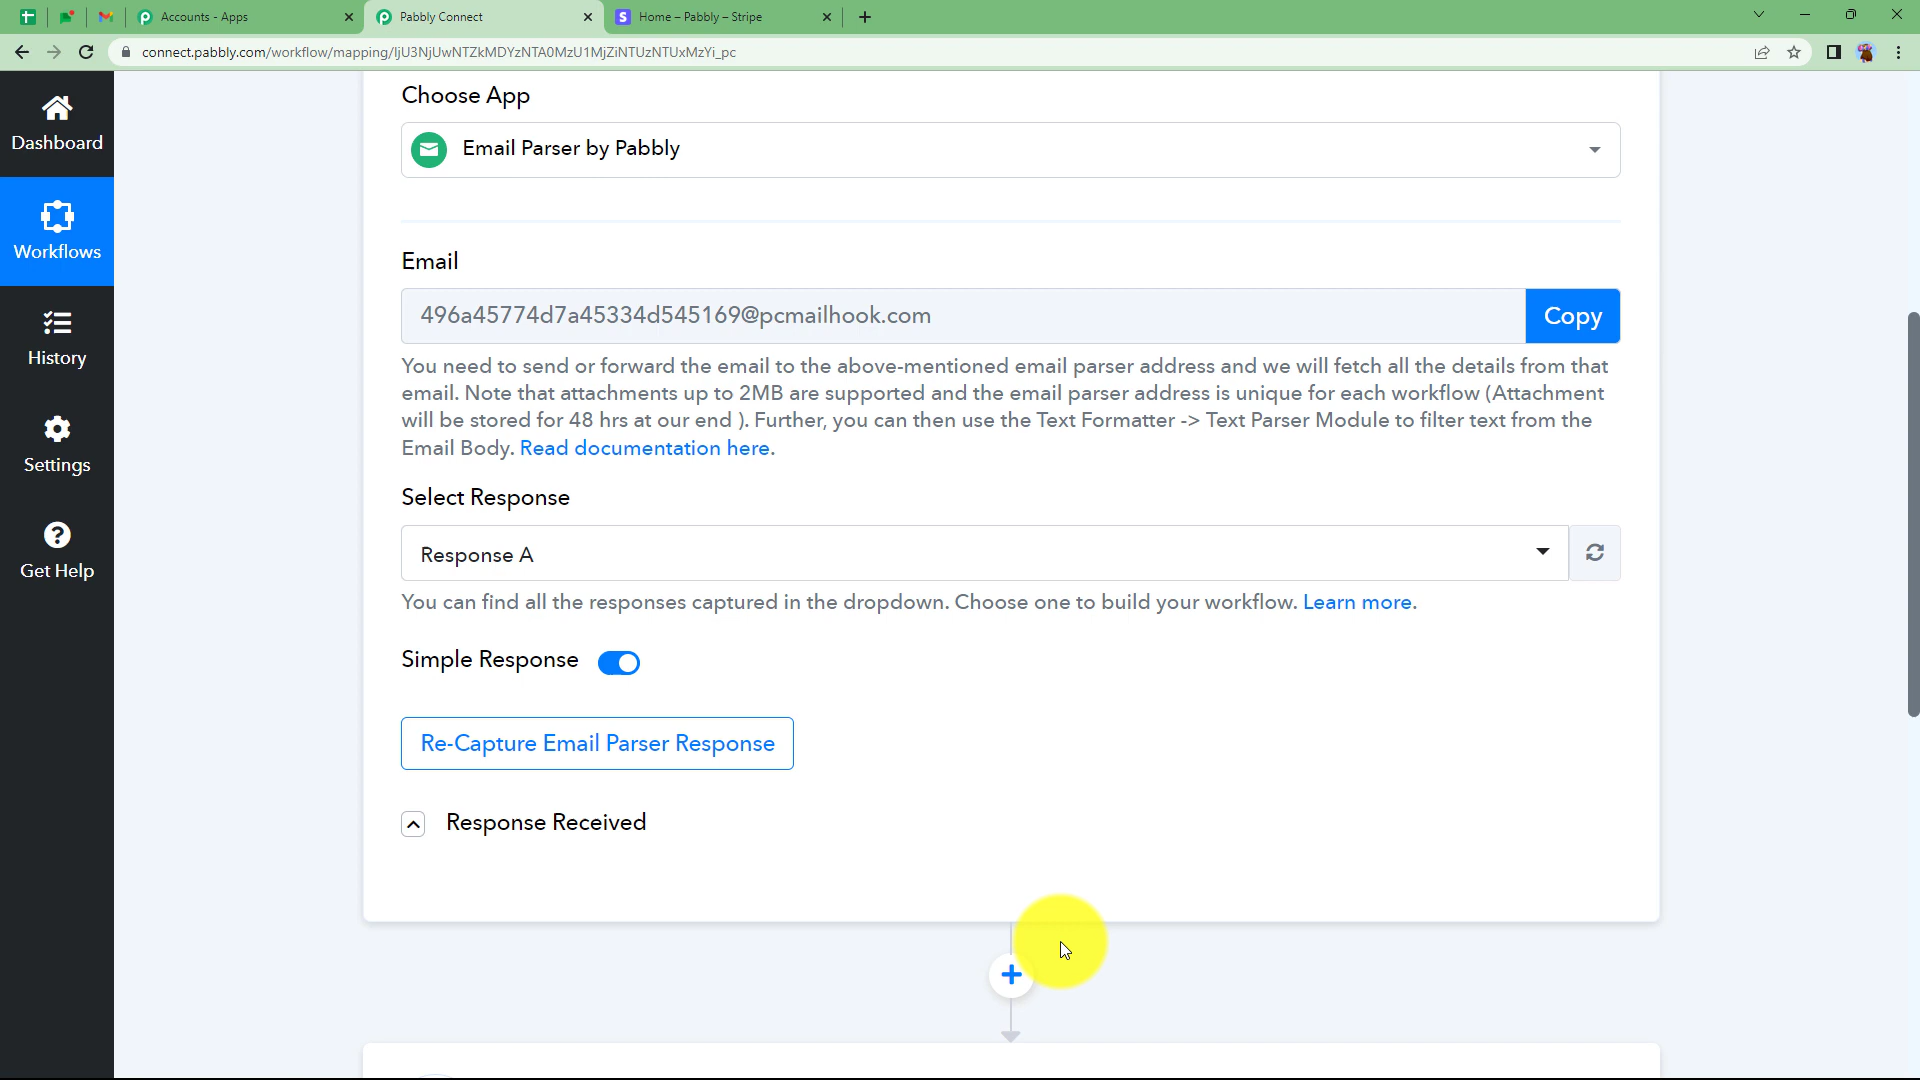 Accounts - Apps
Pabbly Connect
Home – Pabbly – Stripe
connect.pabbly.com/workflow/mapping/IjU3NjUwNTZkMDYzNTA0MzU1MjZiNTUzNTUxMzYi_pc
Dashboard
Workflows
History
Settings
Get Help
Choose App
Email Parser by Pabbly
Email
496a45774d7a45334d545169@pcmailhook.com
Copy
You need to send or forward the email to the above-mentioned email parser address and we will fetch all the details from that
email. Note that attachments up to 2MB are supported and the email parser address is unique for each workflow (Attachment
will be stored for 48 hrs at our end ). Further, you can then use the Text Formatter -> Text Parser Module to filter text from the
Email Body. Read documentation here.
Select Response
Response A
You can find all the responses captured in the dropdown. Choose one to build your workflow. Learn more.
Simple Response
Re-Capture Email Parser Response
Response Received